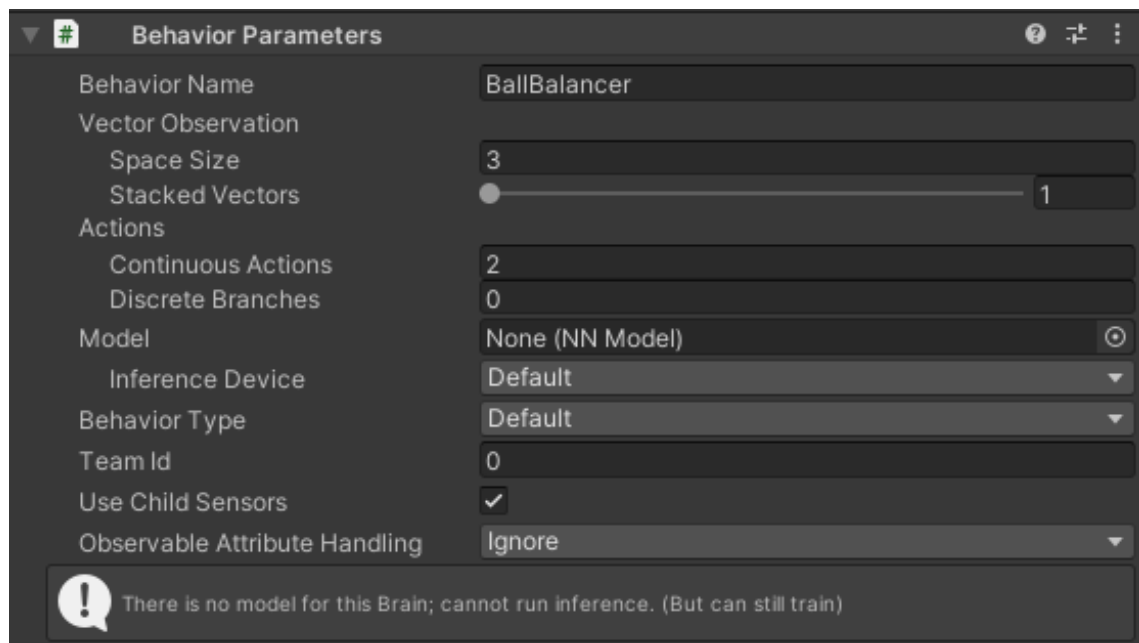 # Behavior Parameters
Behavior Name BallBalancer
Vector Observation
Space Size 3
Stacked Vectors 1
Actions
Continuous Actions 2
Discrete Branches 0
Model None (NN Model)
Inference Device Default
Behavior Type Default
Team Id 0
Use Child Sensors
Observable Attribute Handling Ignore
There is no model for this Brain; cannot run inference. (But can still train)